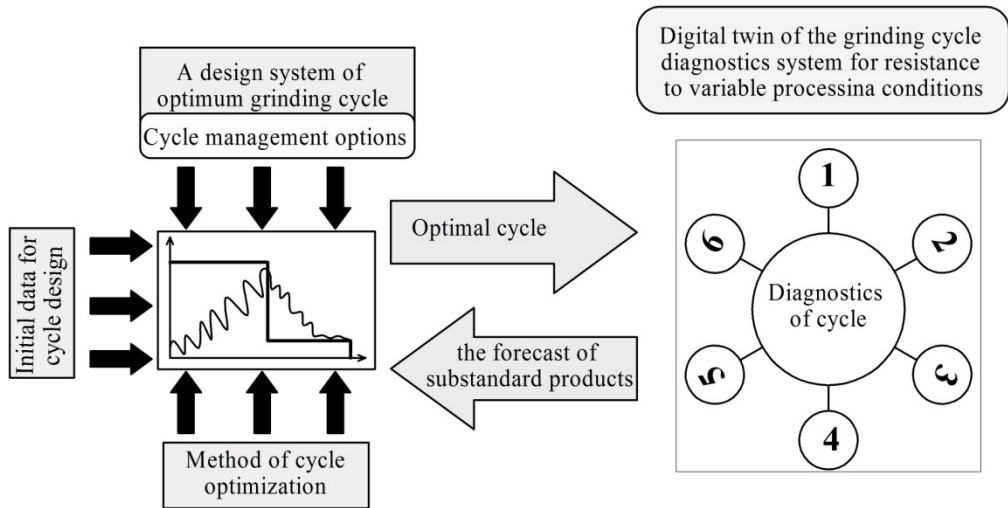 A design system of
optimum grinding cycle
Cycle management options
Initial data for
cycle design
Method of cycle
optimization
Optimal cycle
the forecast of
substandard products
Digital twin of the grinding cycle
diagnostics system for resistance
to variable processina conditions
1
2
3
4
5
6
Diagnostics
of cycle